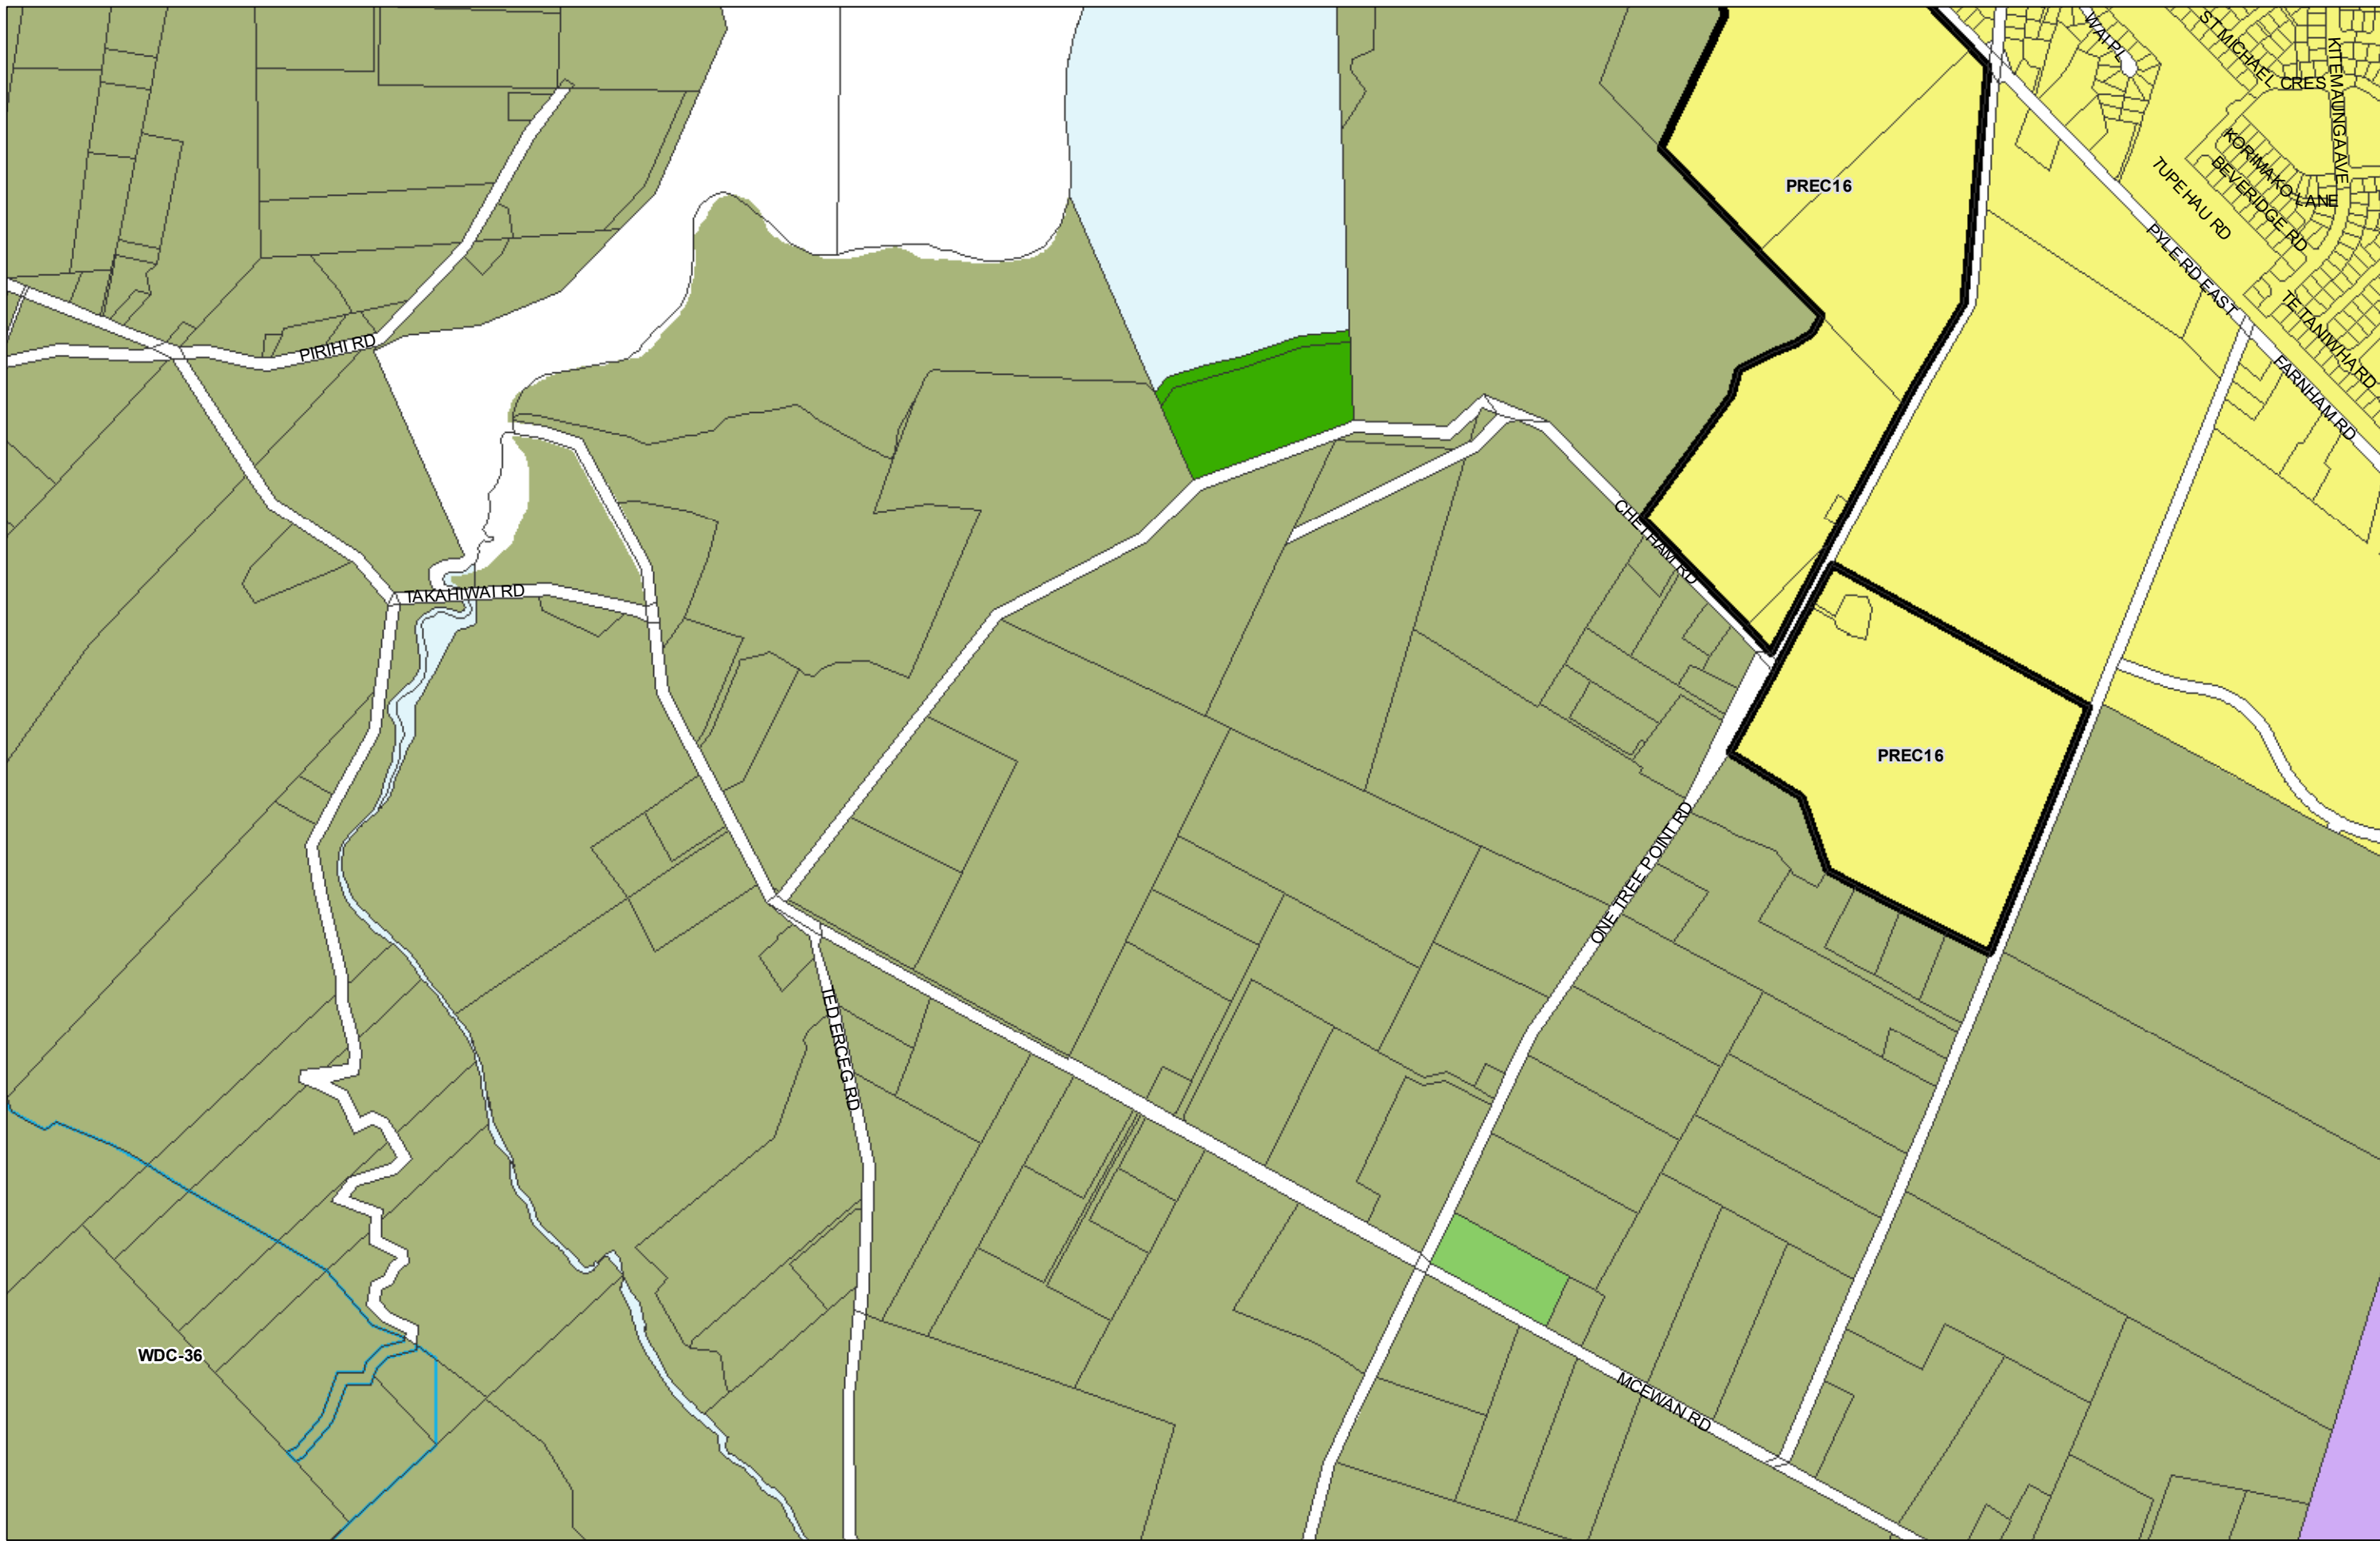 WAI PL
ST MICHAEL CRES
KITEMAUNGA AVE
KORIMAKO LANE
BEVERIDGE RD
TUPEHAU RD
PREC16
PYLE RD EAST
TE TANIWHA RD
FARNHAM RD
PIRIHI RD
CHETHAM RD
TAKAHIWAI RD
PREC16
ONE TREE POINT RD
TED ERCEG RD
WDC-36
MCEWAN RD